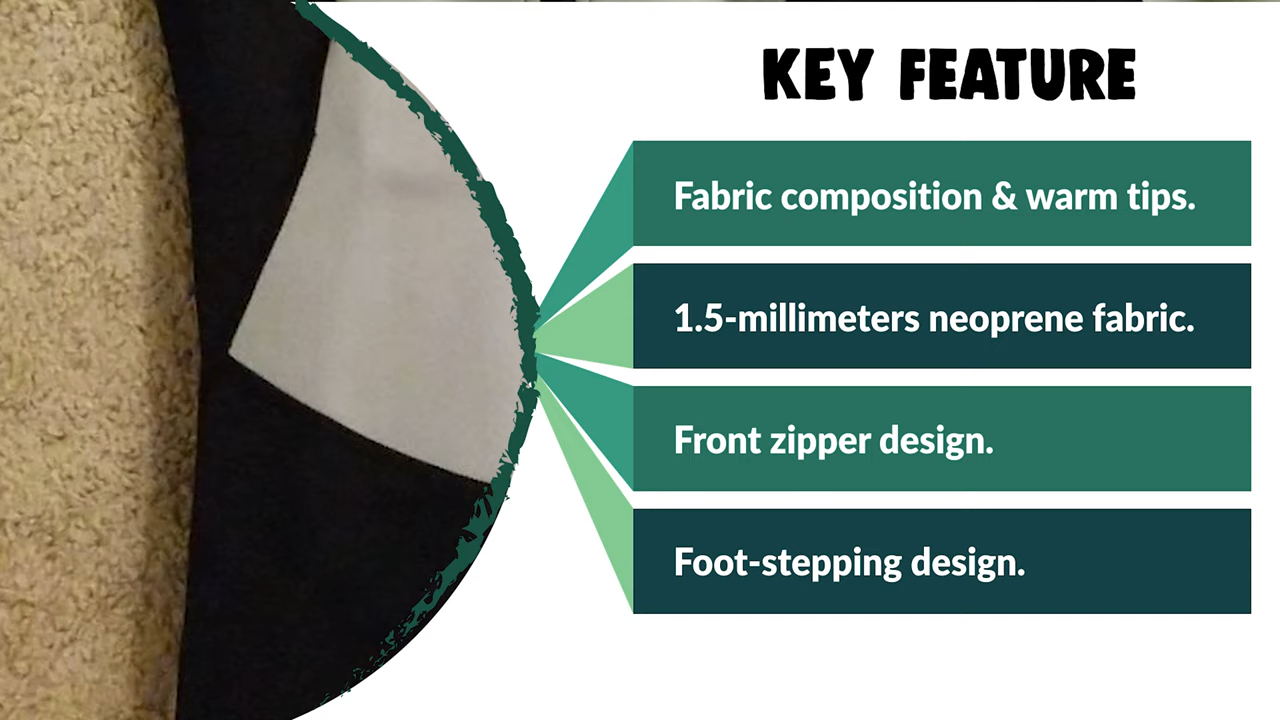 KEY FEATURE
Fabric composition & warm tips.
1.5-millimeters neoprene fabric.
Front zipper design.
Foot-stepping design.